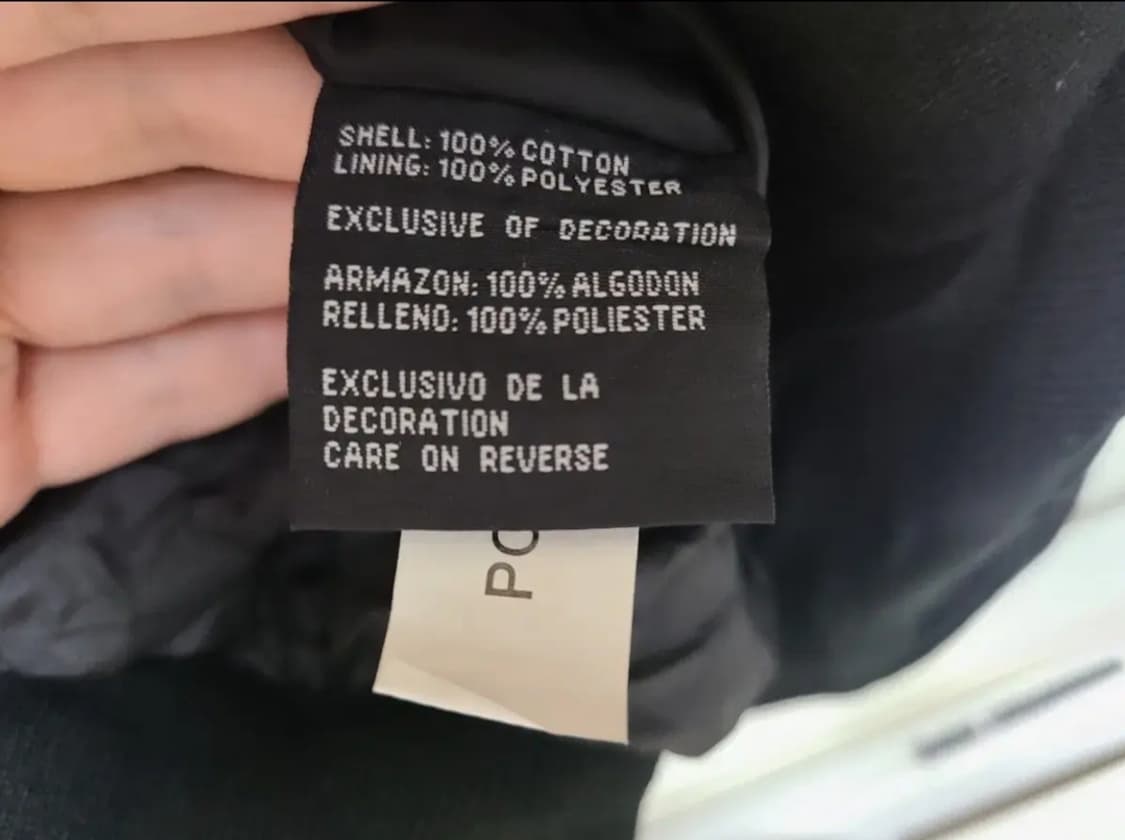 SHELL: 100% COTTON
LINING: 100% POLYESTER
EXCLUSIVE OF DECORATION
ARMAZON: 100% ALGODON
RELLENO: 100% POLIESTER
EXCLUSIVO DE LA
DECORATION
CARE ON REVERSE
PO